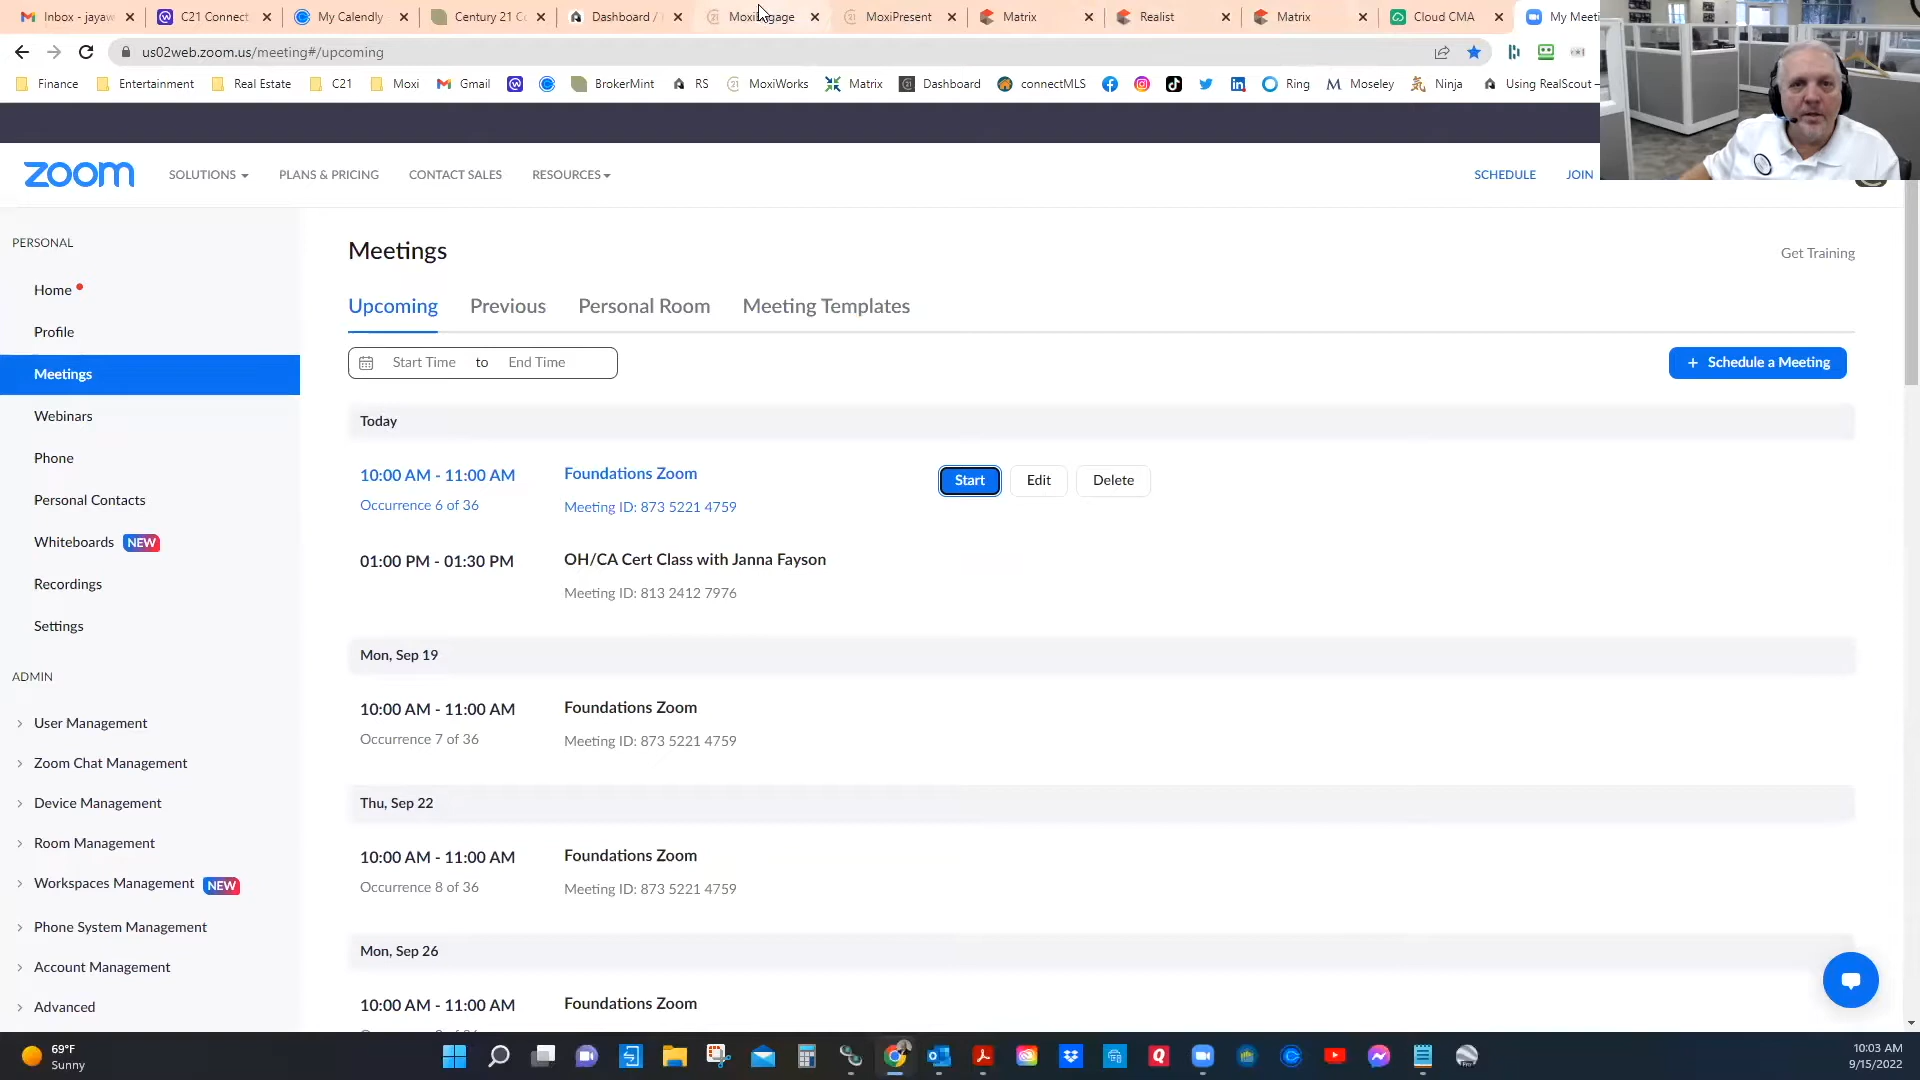 Inbox - jayaw
C21 Connect
My Calendly
Century 21 Co
Dashboard /
MoxiEngage
MoxiPresent
Matrix
Realist
Matrix
Cloud CMA
My Meeti
us02web.zoom.us/meeting#/upcoming
Finance
Entertainment
Real Estate
C21
Moxi
Gmail
BrokerMint
RS
MoxiWorks
Matrix
Dashboard
connectMLS
Ring
Moseley
Ninja
Using RealScout –
zoom
SOLUTIONS
PLANS & PRICING
CONTACT SALES
RESOURCES
SCHEDULE
JOIN
PERSONAL
Home
Profile
Meetings
Webinars
Phone
Personal Contacts
Whiteboards NEW
Recordings
Settings
ADMIN
User Management
Zoom Chat Management
Device Management
Room Management
Workspaces Management NEW
Phone System Management
Account Management
Advanced
Meetings
Get Training
Upcoming Previous Personal Room Meeting Templates
Start Time to End Time
+ Schedule a Meeting
Today
10:00 AM - 11:00 AM Foundations Zoom Start Edit Delete
Occurrence 6 of 36 Meeting ID: 873 5221 4759
01:00 PM - 01:30 PM OH/CA Cert Class with Janna Fayson
Meeting ID: 813 2412 7976
Mon, Sep 19
10:00 AM - 11:00 AM Foundations Zoom
Occurrence 7 of 36 Meeting ID: 873 5221 4759
Thu, Sep 22
10:00 AM - 11:00 AM Foundations Zoom
Occurrence 8 of 36 Meeting ID: 873 5221 4759
Mon, Sep 26
10:00 AM - 11:00 AM Foundations Zoom
69°F
Sunny
10:03 AM
9/15/2022